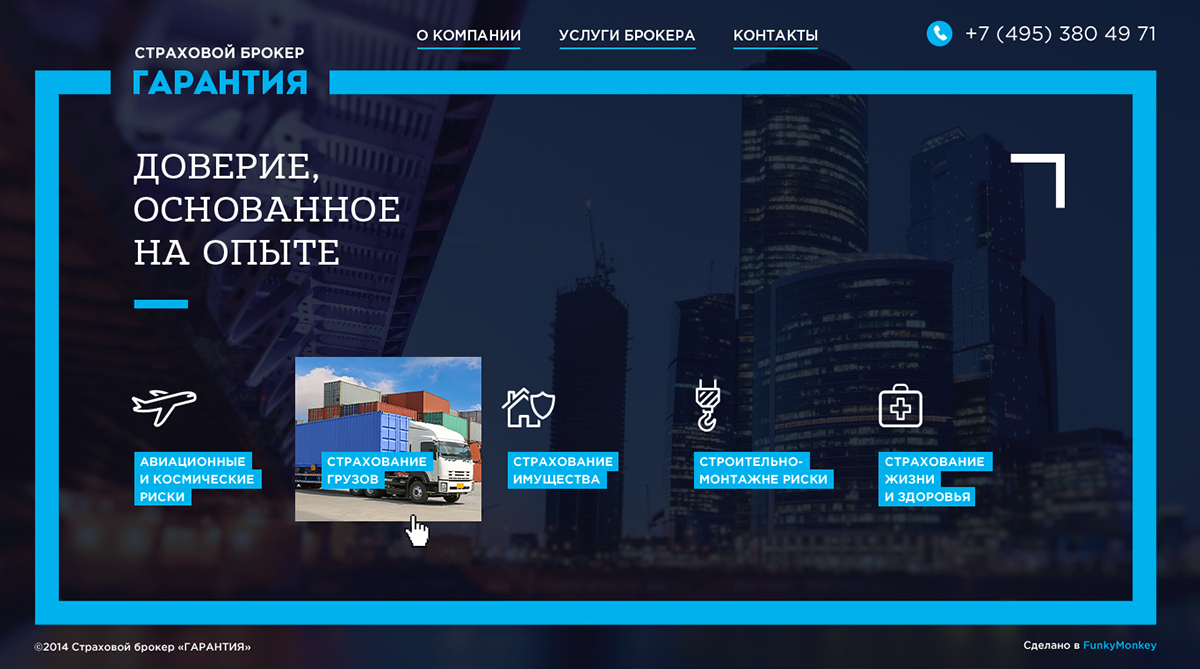 О КОМПАНИИ УСЛУГИ БРОКЕРА КОНТАКТЫ +7 (495) 380 49 71
СТРАХОВОЙ БРОКЕР
ГАРАНТИЯ
ДОВЕРИЕ,
ОСНОВАННОЕ
НА ОПЫТЕ
АВИАЦИОННЫЕ
И КОСМИЧЕСКИЕ
РИСКИ
СТРАХОВАНИЕ
ГРУЗОВ
СТРАХОВАНИЕ
ИМУЩЕСТВА
СТРОИТЕЛЬНО-
МОНТАЖНЕ РИСКИ
СТРАХОВАНИЕ
ЖИЗНИ
И ЗДОРОВЬЯ
©2014 Страховой брокер «ГАРАНТИЯ»
Сделано в FunkyMonkey